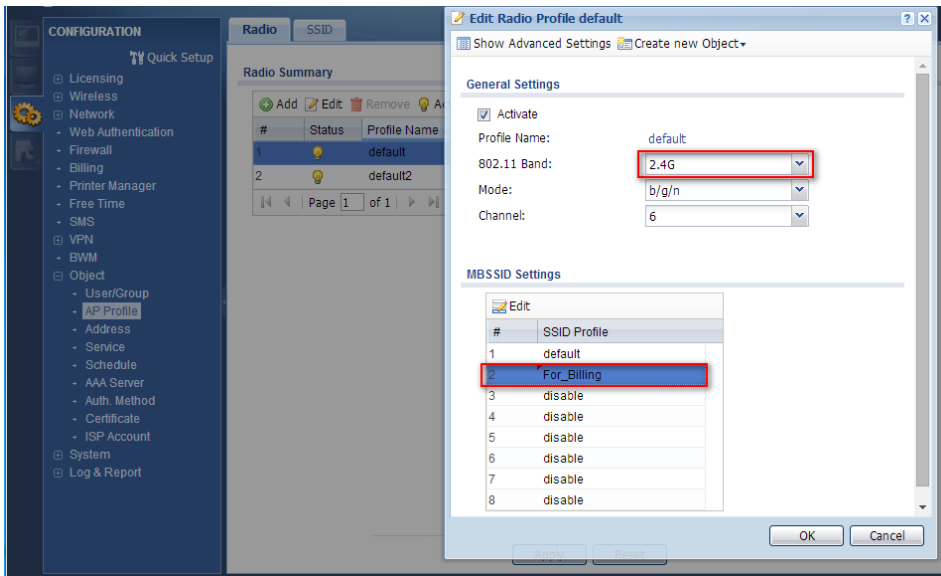 CONFIGURATION
Quick Setup
Licensing
Wireless
Network
Web Authentication
Firewall
Billing
Printer Manager
Free Time
SMS
VPN
BWM
Object
User/Group
AP Profile
Address
Service
Schedule
AAA Server
Auth. Method
Certificate
ISP Account
System
Log & Report
Radio SSID
Radio Summary
Add Edit Remove
# Status Profile Name
1 default
2 default2
Page 1 of 1
Apply Reset
Edit Radio Profile default
Show Advanced Settings Create new Object
General Settings
Activate
Profile Name: default
802.11 Band: 2.4G
Mode: b/g/n
Channel: 6
MBSSID Settings
Edit
# SSID Profile
1 default
2 For_Billing
3 disable
4 disable
5 disable
6 disable
7 disable
8 disable
OK Cancel